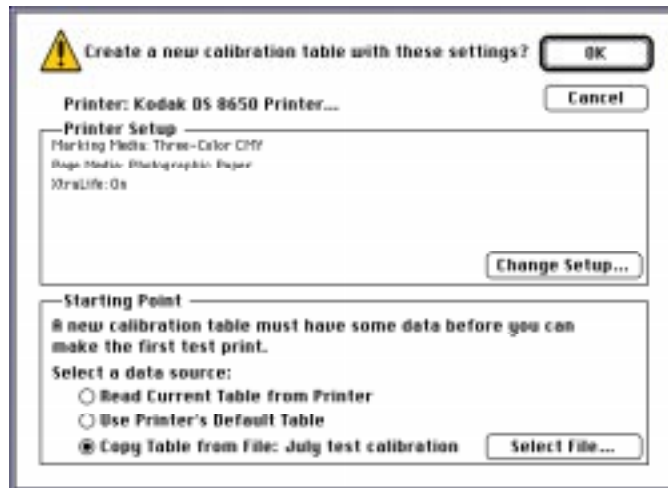 Create a new calibration table with these settings?
OK
Printer: Kodak DS 8650 Printer...
Cancel
Printer Setup
Marking Media: Three-Color CMY
Page Media: Photographic Paper
XtraLife: On
Change Setup...
Starting Point
A new calibration table must have some data before you can
make the first test print.
Select a data source:
Read Current Table from Printer
Use Printer's Default Table
Copy Table from File: July test calibration
Select File...